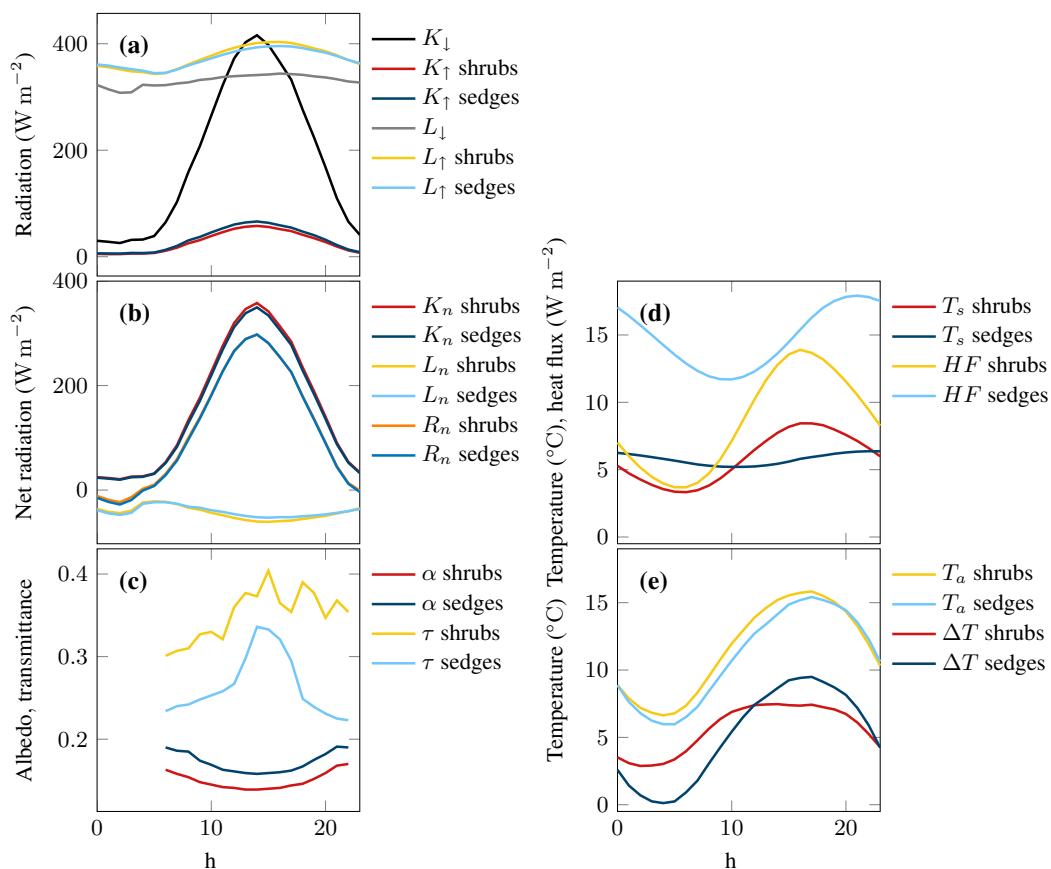 (a)
400
200
0
Radiation (W m⁻²)
K↓
K↑ shrubs
K↑ sedges
L↓
L↑ shrubs
L↑ sedges
(b)
400
200
0
Net radiation (W m⁻²)
Kₙ shrubs
Kₙ sedges
Lₙ shrubs
Lₙ sedges
Rₙ shrubs
Rₙ sedges
(c)
0.4
0.3
0.2
Albedo, transmittance
0
10
20
h
α shrubs
α sedges
τ shrubs
τ sedges
(d)
15
10
5
0
Temperature (°C), heat flux (W m⁻²)
Tₛ shrubs
Tₛ sedges
HF shrubs
HF sedges
(e)
15
10
5
0
Temperature (°C)
0
10
20
h
Tₐ shrubs
Tₐ sedges
ΔT shrubs
ΔT sedges